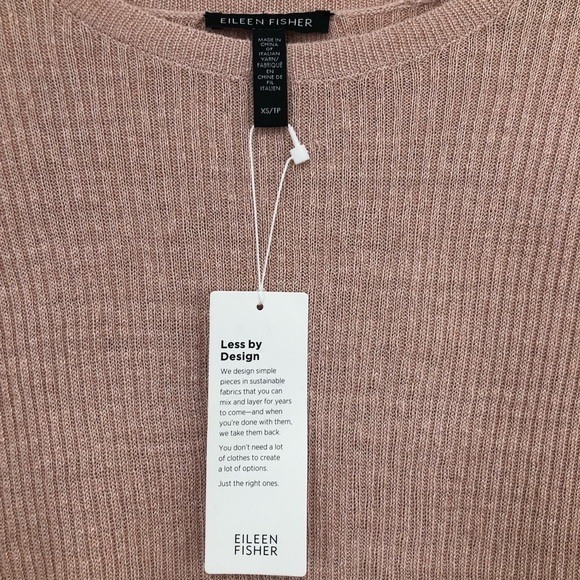 EILEEN FISHER
MADE IN
CHINA
OF
ITALIAN
YARN/
FABRIQUÉ
EN
CHINE DE
FIL
ITALIEN
XS/TP
Less by
Design
We design simple
pieces in sustainable
fabrics that you can
mix and layer for years
to come—and when
you're done with them,
we take them back.
You don't need a lot
of clothes to create
a lot of options.
Just the right ones.
EILEEN
FISHER